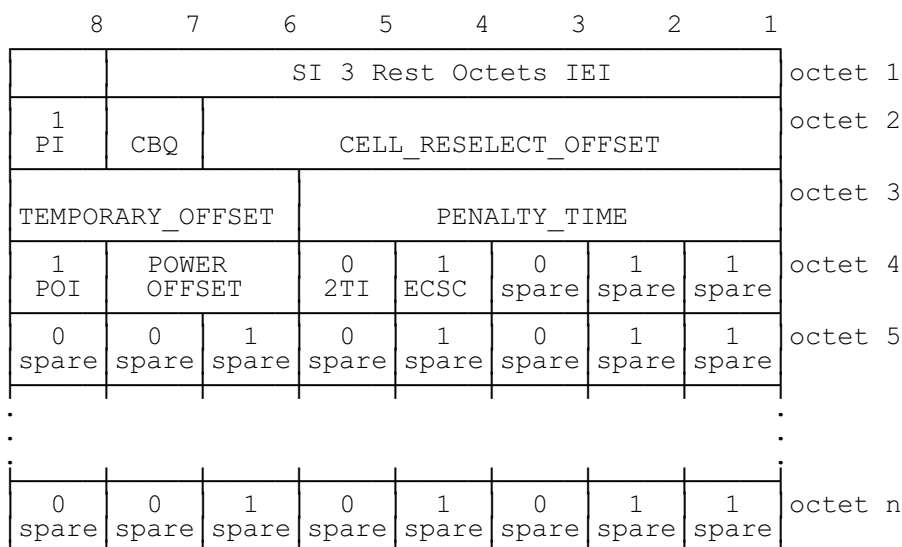 8 7 6 5 4 3 2 1
SI 3 Rest Octets IEI octet 1
1 octet 2
PI CBQ CELL_RESELECT_OFFSET
octet 3
TEMPORARY_OFFSET PENALTY_TIME
1 POWER 0 1 0 1 1 octet 4
POI OFFSET 2TI ECSC spare spare spare
0 0 1 0 1 0 1 1 octet 5
spare spare spare spare spare spare spare spare
: :
0 0 1 0 1 0 1 1 octet n
spare spare spare spare spare spare spare spare